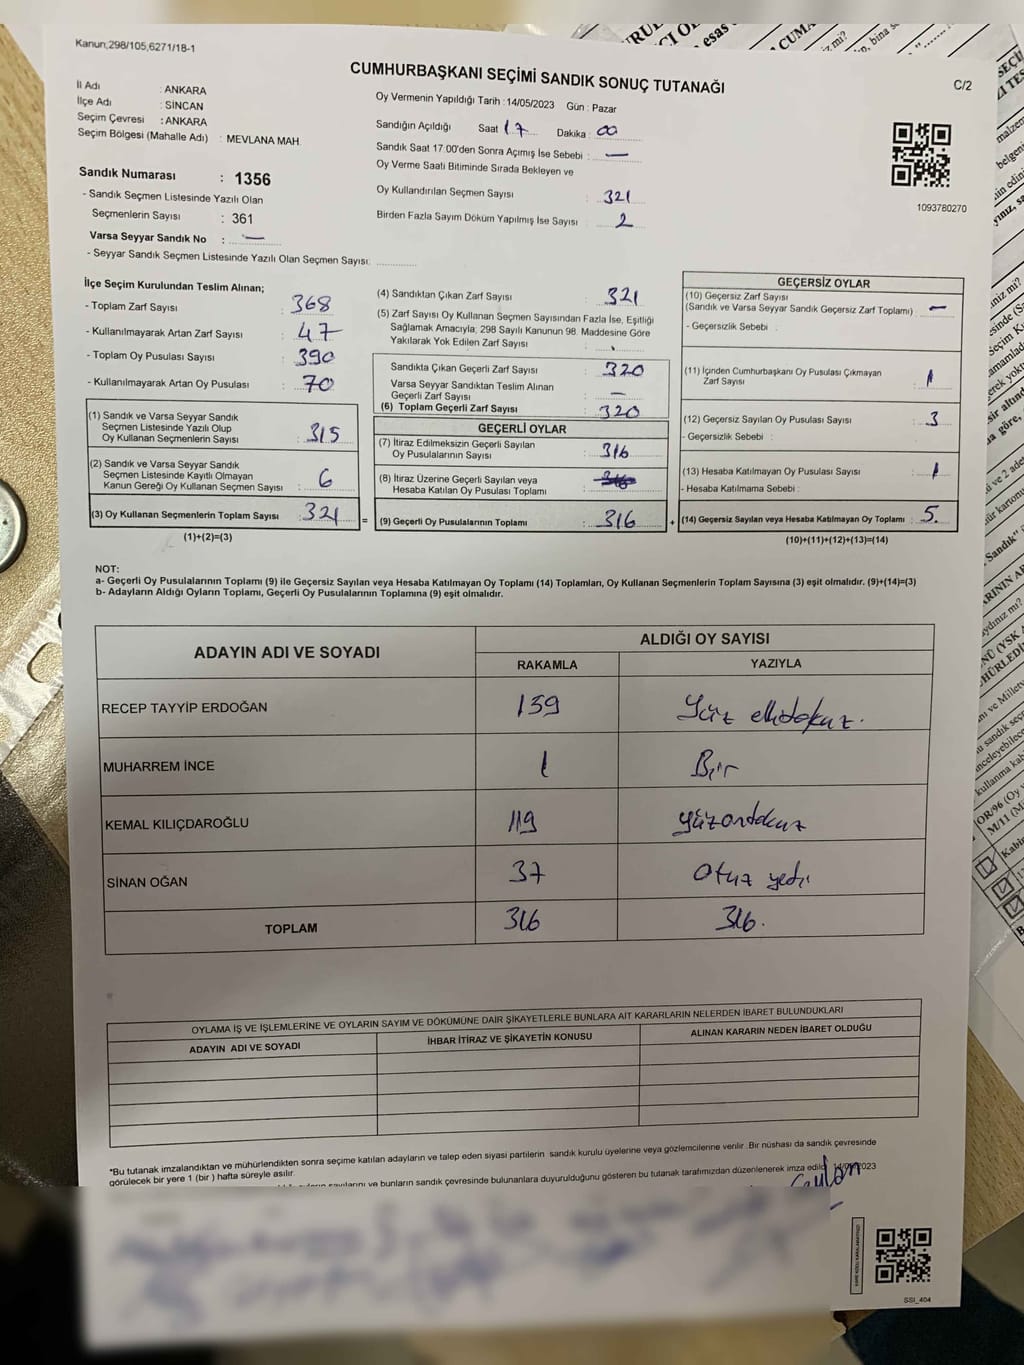 Kanun;298/105,6271/18-1
CUMHURBAŞKANI SEÇİMİ SANDIK SONUÇ TUTANAĞI
C/2
İl Adı : ANKARA
İlçe Adı : SİNCAN
Seçim Çevresi : ANKARA
Seçim Bölgesi (Mahalle Adı) : MEVLANA MAH.
Sandık Numarası : 1356
- Sandık Seçmen Listesinde Yazılı Olan
Seçmenlerin Sayısı : 361
Varsa Seyyar Sandık No : —
- Seyyar Sandık Seçmen Listesinde Yazılı Olan Seçmen Sayısı:
Oy Vermenin Yapıldığı Tarih : 14/05/2023 Gün : Pazar
Sandığın Açıldığı Saat 17 Dakika : 00
Sandık Saat 17:00'den Sonra Açımış İse Sebebi : —
Oy Verme Saati Bitiminde Sırada Bekleyen ve
Oy Kullandırılan Seçmen Sayısı : 321
Birden Fazla Sayım Döküm Yapılmış İse Sayısı : 2
1093780270
İlçe Seçim Kurulundan Teslim Alınan;
- Toplam Zarf Sayısı : 368
- Kullanılmayarak Artan Zarf Sayısı : 47
- Toplam Oy Pusulası Sayısı : 390
- Kullanılmayarak Artan Oy Pusulası : 70
(1) Sandık ve Varsa Seyyar Sandık
Seçmen Listesinde Yazılı Olup
Oy Kullanan Seçmenlerin Sayısı : 315
(2) Sandık ve Varsa Seyyar Sandık
Seçmen Listesinde Kayıtlı Olmayan
Kanun Gereği Oy Kullanan Seçmen Sayısı : 6
(3) Oy Kullanan Seçmenlerin Toplam Sayısı : 321
(1)+(2)=(3)
(4) Sandıktan Çıkan Zarf Sayısı : 321
(5) Zarf Sayısı Oy Kullanan Seçmen Sayısından Fazla İse, Eşitliği
Sağlamak Amacıyla; 298 Sayılı Kanunun 98. Maddesine Göre
Yakılarak Yok Edilen Zarf Sayısı :
Sandıkta Çıkan Geçerli Zarf Sayısı : 320
Varsa Seyyar Sandıktan Teslim Alınan
Geçerli Zarf Sayısı : —
(6) Toplam Geçerli Zarf Sayısı : 320
GEÇERLİ OYLAR
(7) İtiraz Edilmeksizin Geçerli Sayılan
Oy Pusulalarının Sayısı : 316
(8) İtiraz Üzerine Geçerli Sayılan veya
Hesaba Katılan Oy Pusulası Toplamı :
= (9) Geçerli Oy Pusulalarının Toplamı : 316
GEÇERSİZ OYLAR
(10) Geçersiz Zarf Sayısı
(Sandık ve Varsa Seyyar Sandık Geçersiz Zarf Toplamı) : —
- Geçersizlik Sebebi :
(11) İçinden Cumhurbaşkanı Oy Pusulası Çıkmayan
Zarf Sayısı : 1
(12) Geçersiz Sayılan Oy Pusulası Sayısı : 3
- Geçersizlik Sebebi :
(13) Hesaba Katılmayan Oy Pusulası Sayısı : 1
- Hesaba Katılmama Sebebi :
+ (14) Geçersiz Sayılan veya Hesaba Katılmayan Oy Toplamı : 5.
(10)+(11)+(12)+(13)=(14)
NOT:
a- Geçerli Oy Pusulalarının Toplamı (9) ile Geçersiz Sayılan veya Hesaba Katılmayan Oy Toplamı (14) Toplamları, Oy Kullanan Seçmenlerin Toplam Sayısına (3) eşit olmalıdır. (9)+(14)=(3)
b- Adayların Aldığı Oyların Toplamı, Geçerli Oy Pusulalarının Toplamına (9) eşit olmalıdır.
ADAYIN ADI VE SOYADI ALDIĞI OY SAYISI
RAKAMLA YAZIYLA
RECEP TAYYİP ERDOĞAN 159 Yüz ellidokuz.
MUHARREM İNCE 1 Bir
KEMAL KILIÇDAROĞLU 119 yüzondokuz
SİNAN OĞAN 37 Otuz yedi
TOPLAM 316 316.
OYLAMA İŞ VE İŞLEMLERİNE VE OYLARIN SAYIM VE DÖKÜMÜNE DAİR ŞİKAYETLERLE BUNLARA AİT KARARLARIN NELERDEN İBARET BULUNDUKLARI
ADAYIN ADI VE SOYADI İHBAR İTİRAZ VE ŞİKAYETİN KONUSU ALINAN KARARIN NEDEN İBARET OLDUĞU
*Bu tutanak imzalandıktan ve mühürlendikten sonra seçime katılan adayların ve talep eden siyasi partilerin sandık kurulu üyelerine veya gözlemcilerine verilir. Bir nüshası da sandık çevresinde
görülecek bir yere 1 (bir ) hafta süreyle asılır.
ve bunların sandık çevresinde bulunanlara duyurulduğunu gösteren bu tutanak tarafımızdan düzenlenerek imza edildi.
SSI_404